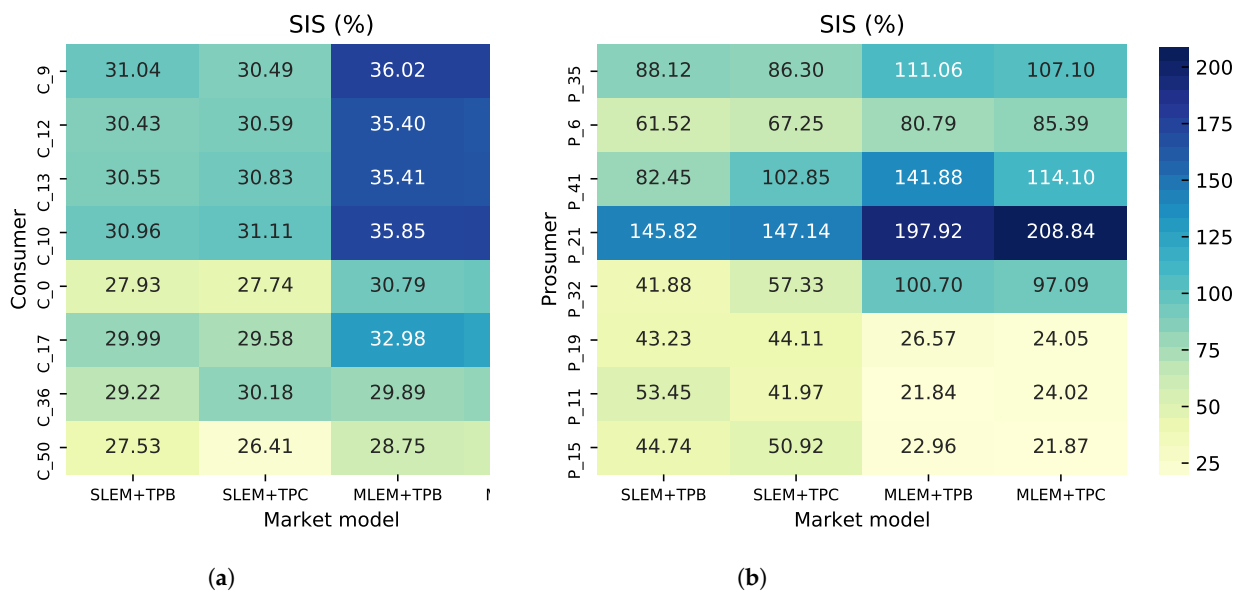 SIS (%)
C_9 31.04 30.49 36.02
C_12 30.43 30.59 35.40
C_13 30.55 30.83 35.41
C_10 30.96 31.11 35.85
C_0 27.93 27.74 30.79
C_17 29.99 29.58 32.98
C_36 29.22 30.18 29.89
C_50 27.53 26.41 28.75
Consumer
SLEM+TPB SLEM+TPC MLEM+TPB
Market model
(a)
SIS (%)
P_35 88.12 86.30 111.06 107.10
P_6 61.52 67.25 80.79 85.39
P_41 82.45 102.85 141.88 114.10
P_21 145.82 147.14 197.92 208.84
P_32 41.88 57.33 100.70 97.09
P_19 43.23 44.11 26.57 24.05
P_11 53.45 41.97 21.84 24.02
P_15 44.74 50.92 22.96 21.87
Prosumer
SLEM+TPB SLEM+TPC MLEM+TPB MLEM+TPC
Market model
(b)
200
175
150
125
100
75
50
25